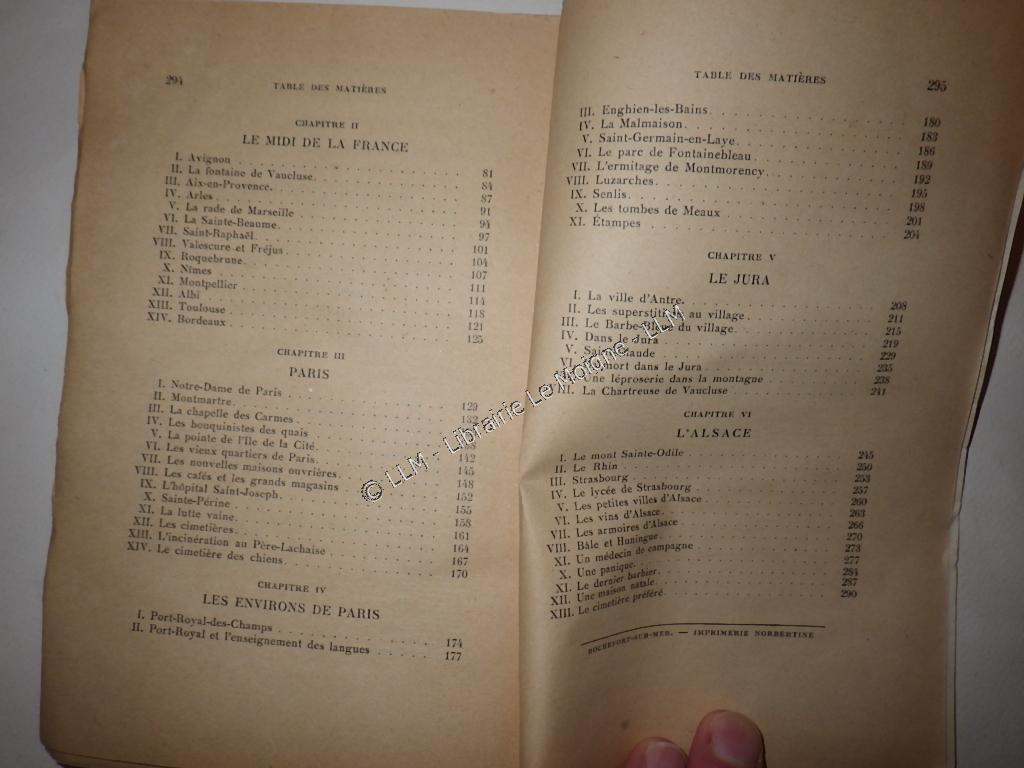 294
TABLE DES MATIÈRES
CHAPITRE II
LE MIDI DE LA FRANCE
I. Avignon 81
II. La fontaine de Vaucluse. 84
III. Aix-en-Provence. 87
IV. Arles 91
V. La rade de Marseille 94
VI. La Sainte-Beaume. 97
VII. Saint-Raphaël. 101
VIII. Valescure et Fréjus 104
IX. Roquebrune. 107
X. Nîmes 111
XI. Montpellier 114
XII. Albi 118
XIII. Toulouse 121
XIV. Bordeaux. 125
CHAPITRE III
PARIS
I. Notre-Dame de Paris 129
II. Montmartre. 132
III. La chapelle des Carmes.
IV. Les bouquinistes des quais
V. La pointe de l'Ile de la Cité. 142
VI. Les vieux quartiers de Paris. 145
VII. Les nouvelles maisons ouvrières. 148
VIII. Les cafés et les grands magasins 152
IX. L'hôpital Saint-Joseph. 155
X. Sainte-Périne 158
XI. La lutte vaine. 161
XII. Les cimetières. 164
XIII. L'incinération au Père-Lachaise 167
XIV. Le cimetière des chiens. 170
CHAPITRE IV
LES ENVIRONS DE PARIS
I. Port-Royal-des-Champs 174
II. Port-Royal et l'enseignement des langues 177
TABLE DES MATIÈRES
295
III. Enghien-les-Bains. 180
IV. La Malmaison. 183
V. Saint-Germain-en-Laye. 186
VI. Le parc de Fontainebleau 189
VII. L'ermitage de Montmorency. 192
VIII. Luzarches. 195
IX. Senlis. 198
X. Les tombes de Meaux 201
XI. Étampes 204
CHAPITRE V
LE JURA
I. La ville d'Antre. 208
II. Les superstitions au village. 211
III. Le Barbe-Bleue du village. 215
IV. Dans le Jura 219
V. Saint-Claude 229
VI. mort dans le Jura 235
Une léproserie dans la montagne 238
La Chartreuse de Vaucluse 241
CHAPITRE VI
L'ALSACE
I. Le mont Sainte-Odile 245
II. Le Rhin 250
III. Strasbourg 253
IV. Le lycée de Strasbourg 257
V. Les petites villes d'Alsace 260
VI. Les vins d'Alsace 263
VII. Les armoires d'Alsace 266
VIII. Bâle et Huningue 270
XI. Un médecin de campagne 273
X. Une panique. 277
XI. Le dernier barbier. 284
XII. Une maison natale. 287
XIII. Le cimetière préféré. 290
ROCHEFORT-SUR-MER. — IMPRIMERIE NORBERTINE
© LLM - Librairie Le Moigne - LLM